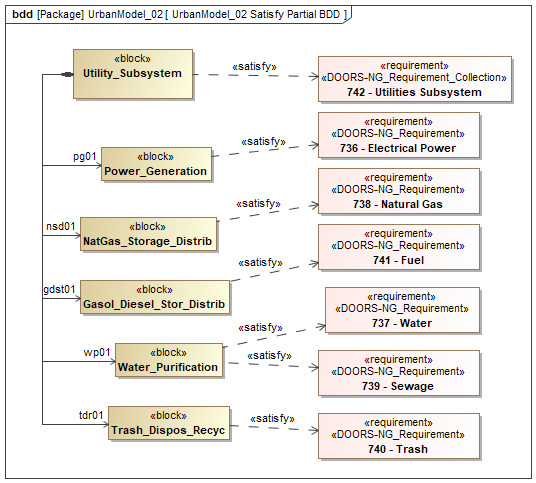 bdd [Package] UrbanModel_02 [ UrbanModel_02 Satisfy Partial BDD ]
«block»
Utility_Subsystem
«satisfy»
«requirement»
«DOORS-NG_Requirement_Collection»
742 - Utilities Subsystem
pg01
«block»
Power_Generation
«satisfy»
«requirement»
«DOORS-NG_Requirement»
736 - Electrical Power
nsd01
«block»
NatGas_Storage_Distrib
«satisfy»
«requirement»
«DOORS-NG_Requirement»
738 - Natural Gas
gdst01
«block»
Gasol_Diesel_Stor_Distrib
«satisfy»
«requirement»
«DOORS-NG_Requirement»
741 - Fuel
wp01
«block»
Water_Purification
«satisfy»
«requirement»
«DOORS-NG_Requirement»
737 - Water
«satisfy»
«requirement»
«DOORS-NG_Requirement»
739 - Sewage
tdr01
«block»
Trash_Dispos_Recyc
«satisfy»
«requirement»
«DOORS-NG_Requirement»
740 - Trash